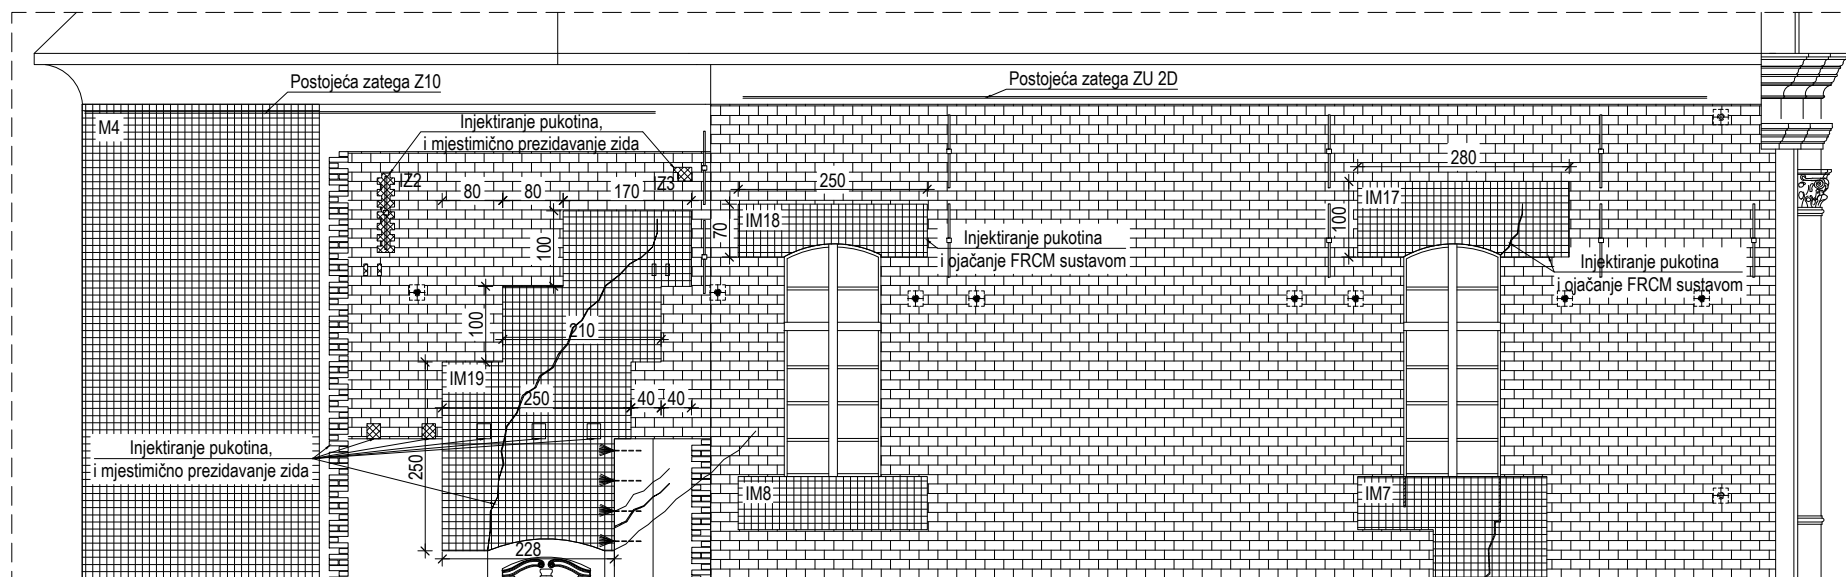 Postojeća zatega Z10
Postojeća zatega ZU 2D
M4
Injektiranje pukotina,
i mjestimično prezidavanje zida
IZ2
IZ3
80
80
170
250
280
IM18
IM17
70
100
100
Injektiranje pukotina
i ojačanje FRCM sustavom
Injektiranje pukotina
i ojačanje FRCM sustavom
100
210
IM19
250
40
40
Injektiranje pukotina,
i mjestimično prezidavanje zida
250
IM8
IM7
228